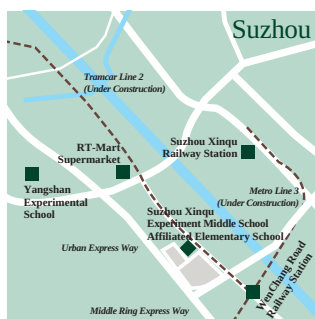 Suzhou
Tramcar Line 2
(Under Construction)
RT-Mart
Supermarket
Suzhou Xinqu
Railway Station
Yangshan
Experimental
School
Metro Line 3
(Under Construction)
Suzhou Xinqu
Experiment Middle School
Affiliated Elementary School
Urban Express Way
WenChang Road
Railway Station
Middle Ring Express Way